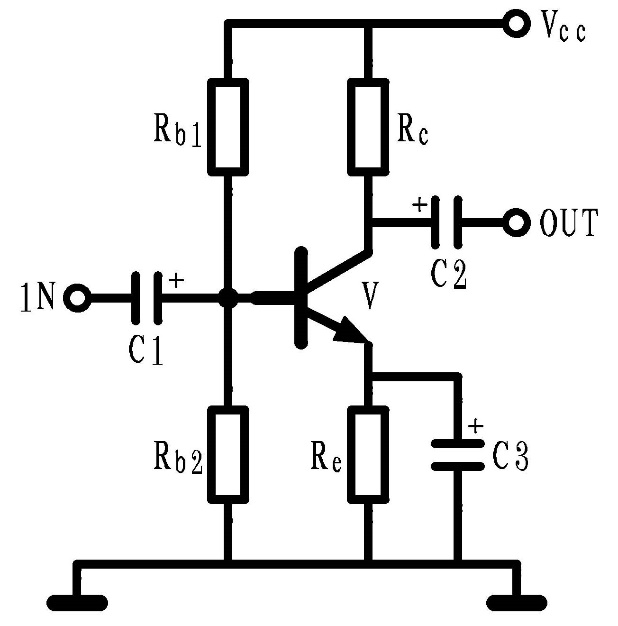 Vcc
Rb1
Rc
+
OUT
C2
1N
+
V
C1
+
Rb2
Re
C3